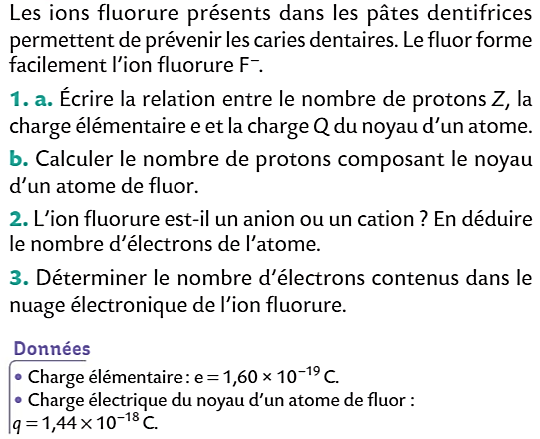 Les ions fluorure présents dans les pâtes dentifrices
permettent de prévenir les caries dentaires. Le fluor forme
facilement l’ion fluorure F⁻.
1. a. Écrire la relation entre le nombre de protons Z, la
charge élémentaire e et la charge Q du noyau d’un atome.
b. Calculer le nombre de protons composant le noyau
d’un atome de fluor.
2. L’ion fluorure est-il un anion ou un cation ? En déduire
le nombre d’électrons de l’atome.
3. Déterminer le nombre d’électrons contenus dans le
nuage électronique de l’ion fluorure.
Données
• Charge élémentaire : e = 1,60 × 10⁻¹⁹ C.
• Charge électrique du noyau d’un atome de fluor :
q = 1,44 × 10⁻¹⁸ C.